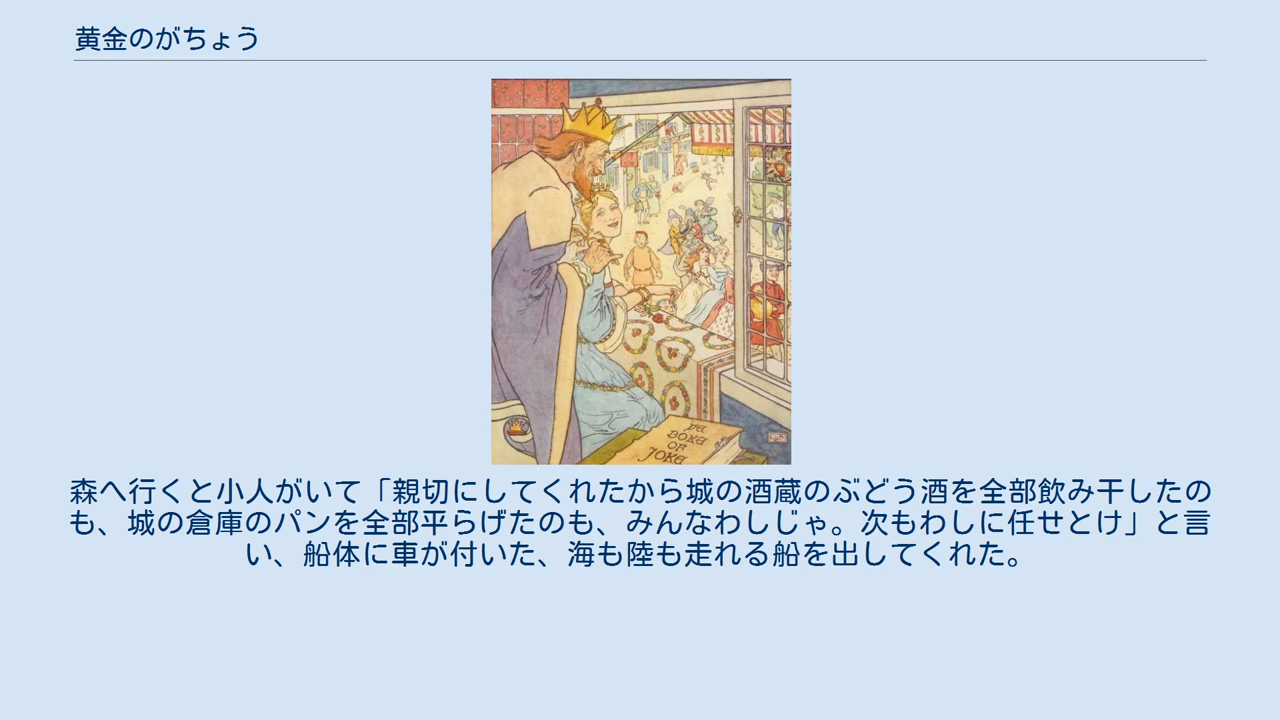 黄金のがちょう
YE
BOKE
OF
JOKE
森へ行くと小人がいて「親切にしてくれたから城の酒蔵のぶどう酒を全部飲み干したの
も、城の倉庫のパンを全部平らげたのも、みんなわしじゃ。次もわしに任せとけ」と言
い、船体に車が付いた、海も陸も走れる船を出してくれた。